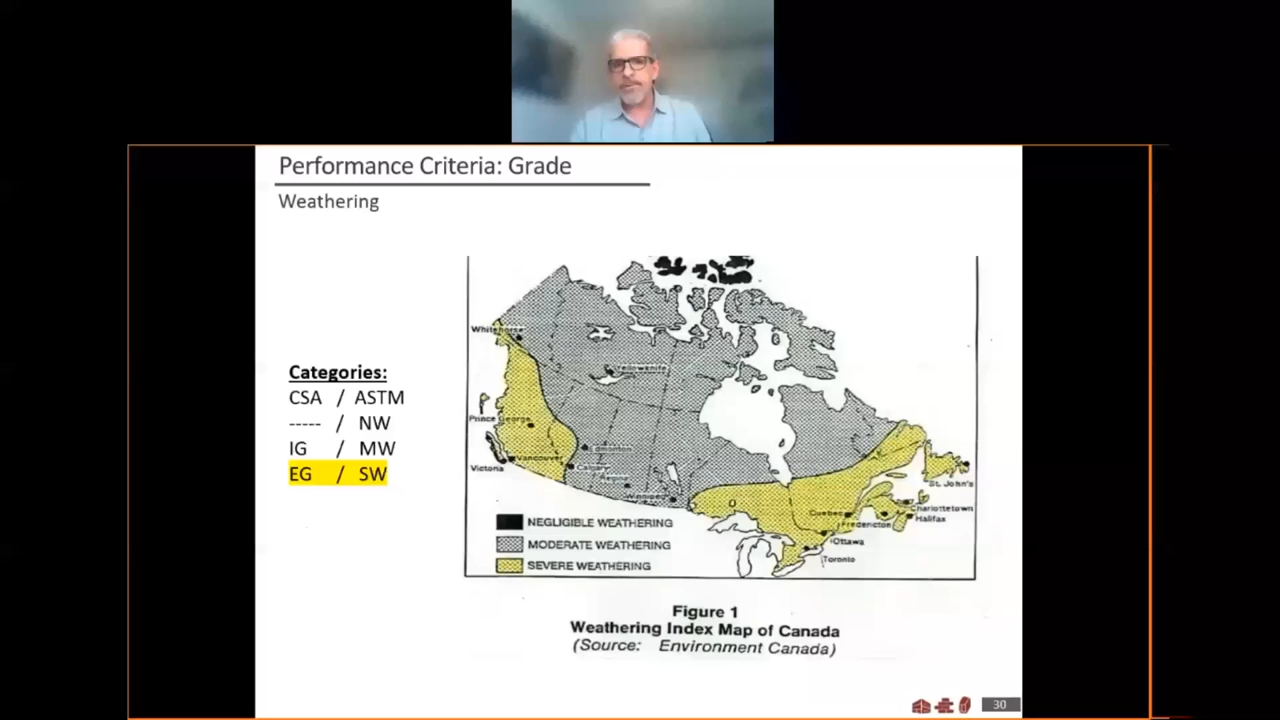 Performance Criteria: Grade
Weathering
Categories:
CSA / ASTM
----- / NW
IG / MW
EG / SW
Whitehorse
Yellowknife
Prince George
Edmonton
Vancouver
Victoria
Calgary
Regina
Winnipeg
St. John's
Charlottetown
Quebec
Halifax
Fredericton
Ottawa
Toronto
NEGLIGIBLE WEATHERING
MODERATE WEATHERING
SEVERE WEATHERING
Figure 1
Weathering Index Map of Canada
(Source: Environment Canada)
30